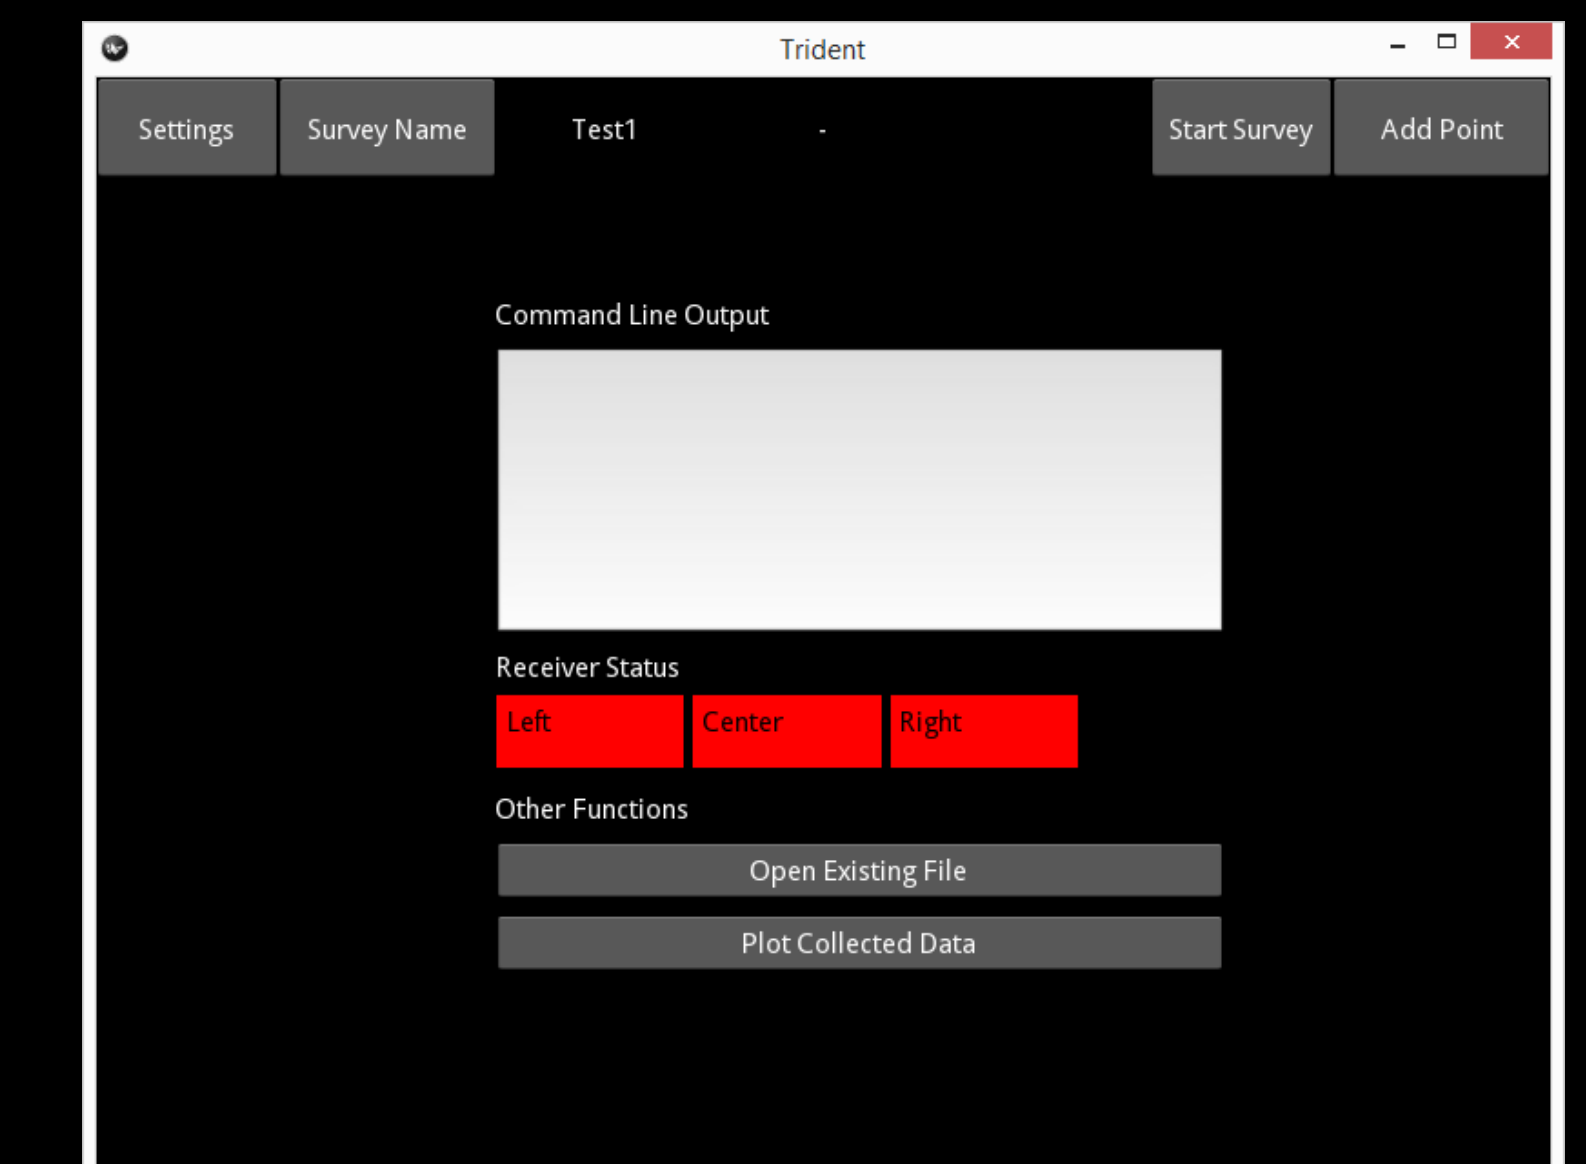 Trident
Settings
Survey Name
Test1
-
Start Survey
Add Point
Command Line Output
Receiver Status
Left
Center
Right
Other Functions
Open Existing File
Plot Collected Data